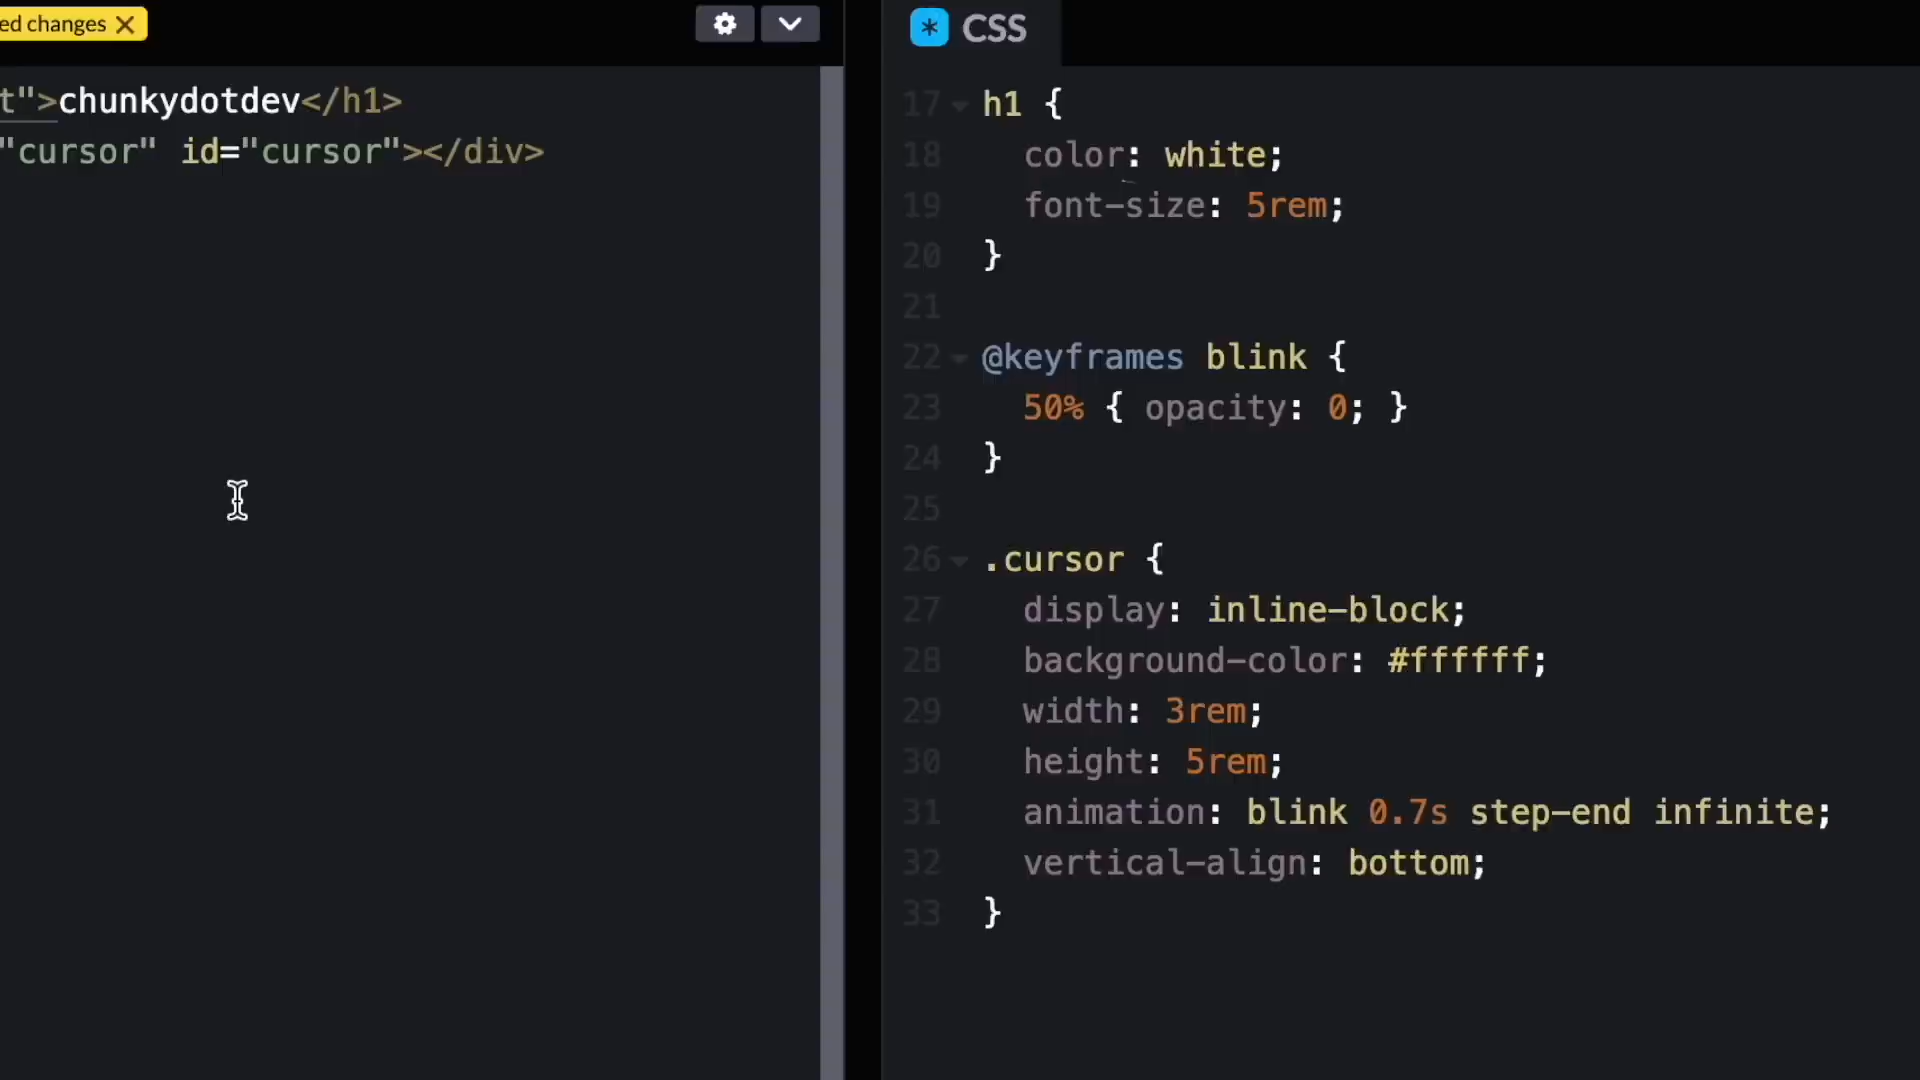 ed changes
t">chunkydotdev</h1>
"cursor" id="cursor"></div>
* CSS
17 h1 {
18 color: white;
19 font-size: 5rem;
20 }
21
22 @keyframes blink {
23 50% { opacity: 0; }
24 }
25
26 .cursor {
27 display: inline-block;
28 background-color: #ffffff;
29 width: 3rem;
30 height: 5rem;
31 animation: blink 0.7s step-end infinite;
32 vertical-align: bottom;
33 }